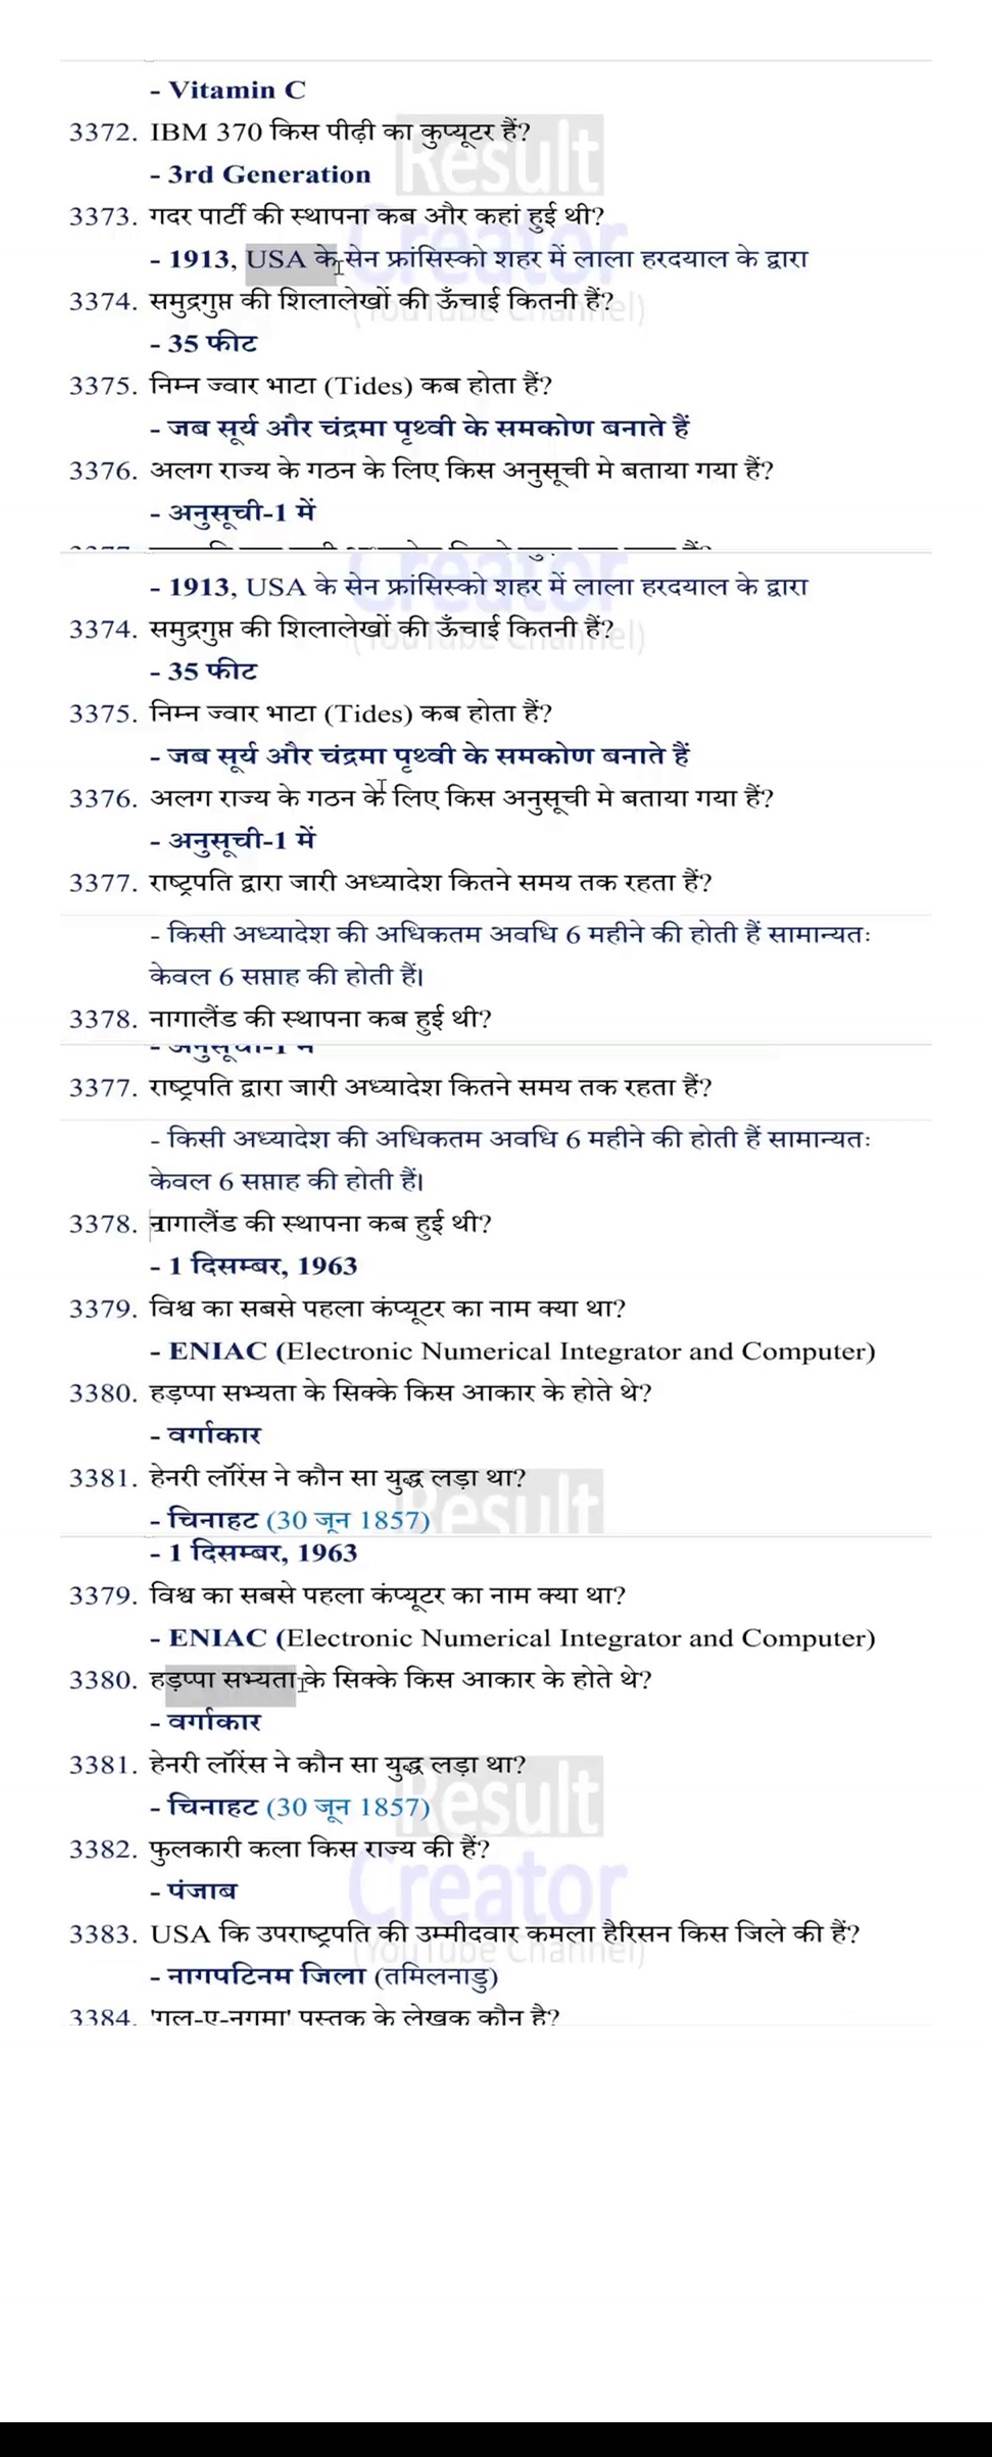 - Vitamin C
3372. IBM 370 किस पीढ़ी का कुप्यूटर हैं?
- 3rd Generation
3373. गदर पार्टी की स्थापना कब और कहां हुई थी?
- 1913, USA के सेन फ्रांसिस्को शहर में लाला हरदयाल के द्वारा
3374. समुद्रगुप्त की शिलालेखों की ऊँचाई कितनी हैं?
- 35 फीट
3375. निम्न ज्वार भाटा (Tides) कब होता हैं?
- जब सूर्य और चंद्रमा पृथ्वी के समकोण बनाते हैं
3376. अलग राज्य के गठन के लिए किस अनुसूची मे बताया गया हैं?
- अनुसूची-1 में
- 1913, USA के सेन फ्रांसिस्को शहर में लाला हरदयाल के द्वारा
3374. समुद्रगुप्त की शिलालेखों की ऊँचाई कितनी हैं?
- 35 फीट
3375. निम्न ज्वार भाटा (Tides) कब होता हैं?
- जब सूर्य और चंद्रमा पृथ्वी के समकोण बनाते हैं
3376. अलग राज्य के गठन के लिए किस अनुसूची मे बताया गया हैं?
- अनुसूची-1 में
3377. राष्ट्रपति द्वारा जारी अध्यादेश कितने समय तक रहता हैं?
- किसी अध्यादेश की अधिकतम अवधि 6 महीने की होती हैं सामान्यतः
केवल 6 सप्ताह की होती हैं।
3378. नागालैंड की स्थापना कब हुई थी?
- अनुसूची-1 में
3377. राष्ट्रपति द्वारा जारी अध्यादेश कितने समय तक रहता हैं?
- किसी अध्यादेश की अधिकतम अवधि 6 महीने की होती हैं सामान्यतः
केवल 6 सप्ताह की होती हैं।
3378. नागालैंड की स्थापना कब हुई थी?
- 1 दिसम्बर, 1963
3379. विश्व का सबसे पहला कंप्यूटर का नाम क्या था?
- ENIAC (Electronic Numerical Integrator and Computer)
3380. हड़प्पा सभ्यता के सिक्के किस आकार के होते थे?
- वर्गाकार
3381. हेनरी लॉरेंस ने कौन सा युद्ध लड़ा था?
- चिनाहट (30 जून 1857)
- 1 दिसम्बर, 1963
3379. विश्व का सबसे पहला कंप्यूटर का नाम क्या था?
- ENIAC (Electronic Numerical Integrator and Computer)
3380. हड़प्पा सभ्यता के सिक्के किस आकार के होते थे?
- वर्गाकार
3381. हेनरी लॉरेंस ने कौन सा युद्ध लड़ा था?
- चिनाहट (30 जून 1857)
3382. फुलकारी कला किस राज्य की हैं?
- पंजाब
3383. USA कि उपराष्ट्रपति की उम्मीदवार कमला हैरिसन किस जिले की हैं?
- नागपटिनम जिला (तमिलनाडु)
3384. 'गुल-ए-नगमा' पुस्तक के लेखक कौन है?
Result
Creator
(YouTube Channel)